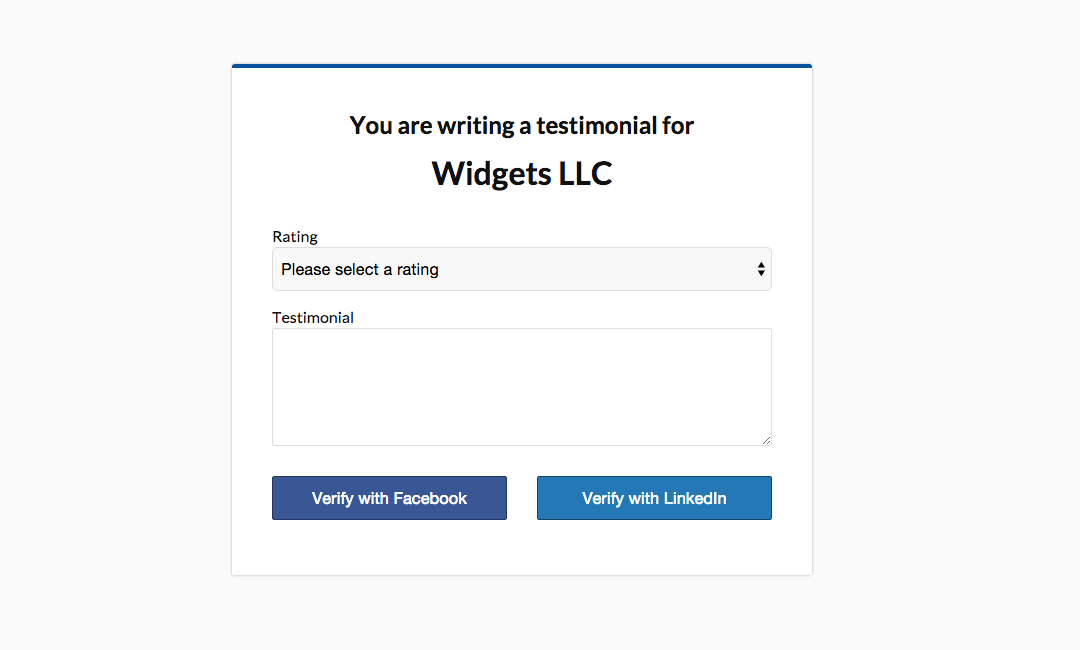 You are writing a testimonial for
Widgets LLC
Rating
Please select a rating
Testimonial
Verify with Facebook
Verify with LinkedIn